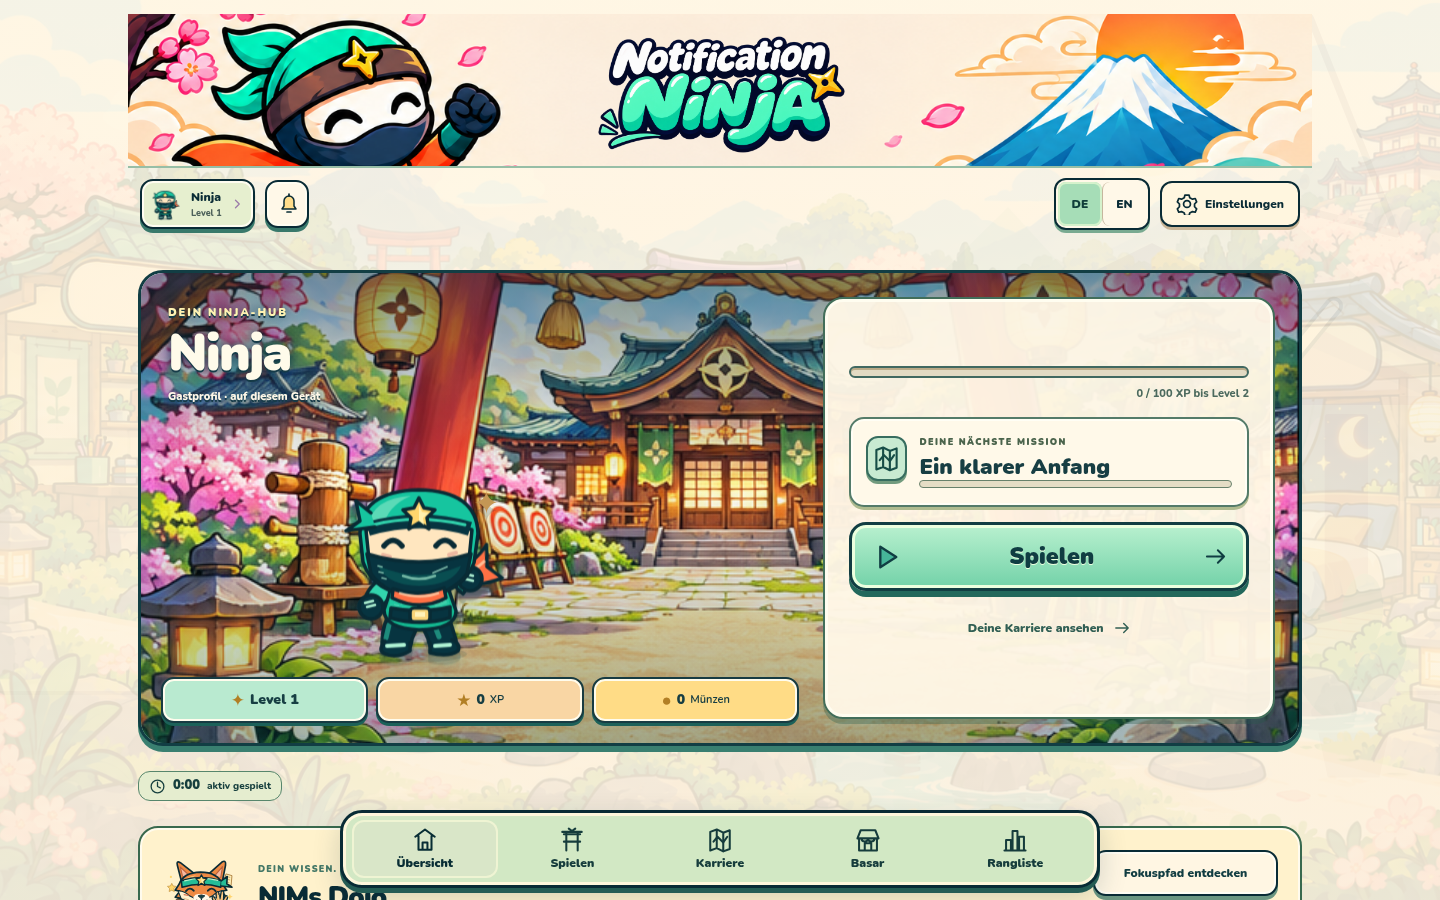 Notification
Ninja
Ninja
Level 1
DE
EN
Einstellungen
DEIN NINJA-HUB
Ninja
Gastprofil · auf diesem Gerät
0 / 100 XP bis Level 2
DEINE NÄCHSTE MISSION
Ein klarer Anfang
Spielen
Deine Karriere ansehen
Level 1
0 XP
0 Münzen
0:00 aktiv gespielt
DEIN WISSEN.
NIMs Dojo
Fokuspfad entdecken
Übersicht
Spielen
Karriere
Basar
Rangliste